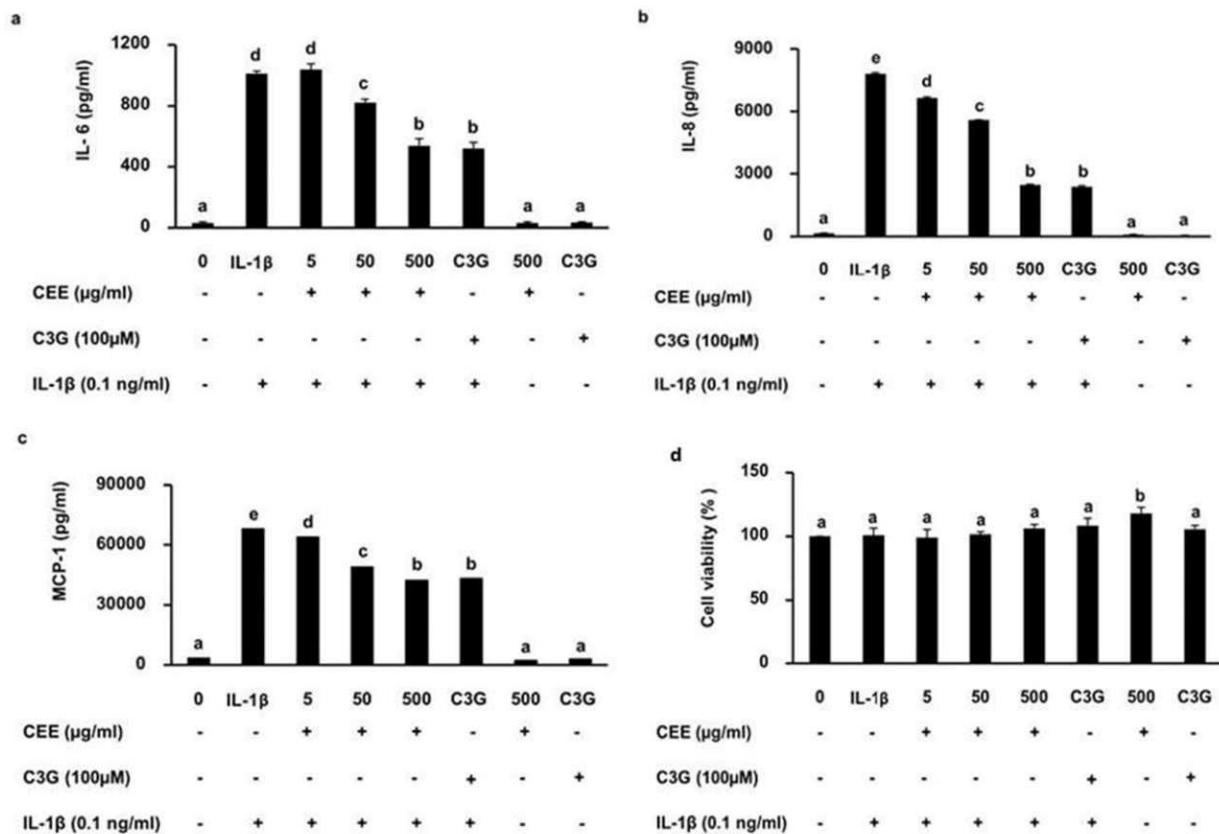 a
1200
800
400
0
IL- 6 (pg/ml)
a d d c b b a a
0 IL-1β 5 50 500 C3G 500 C3G
CEE (µg/ml) - - + + + - + -
C3G (100µM) - - - - - + - +
IL-1β (0.1 ng/ml) - + + + + + - -
b
9000
6000
3000
0
IL-8 (pg/ml)
a e d c b b a a
0 IL-1β 5 50 500 C3G 500 C3G
CEE (µg/ml) - - + + + - + -
C3G (100µM) - - - - - + - +
IL-1β (0.1 ng/ml) - + + + + + - -
c
90000
60000
30000
0
MCP-1 (pg/ml)
a e d c b b a a
0 IL-1β 5 50 500 C3G 500 C3G
CEE (µg/ml) - - + + + - + -
C3G (100µM) - - - - - + - +
IL-1β (0.1 ng/ml) - + + + + + - -
d
150
100
50
0
Cell viability (% )
a a a a a a b a
0 IL-1β 5 50 500 C3G 500 C3G
CEE (µg/ml) - - + + + - + -
C3G (100µM) - - - - - + - +
IL-1β (0.1 ng/ml) - + + + + + - -